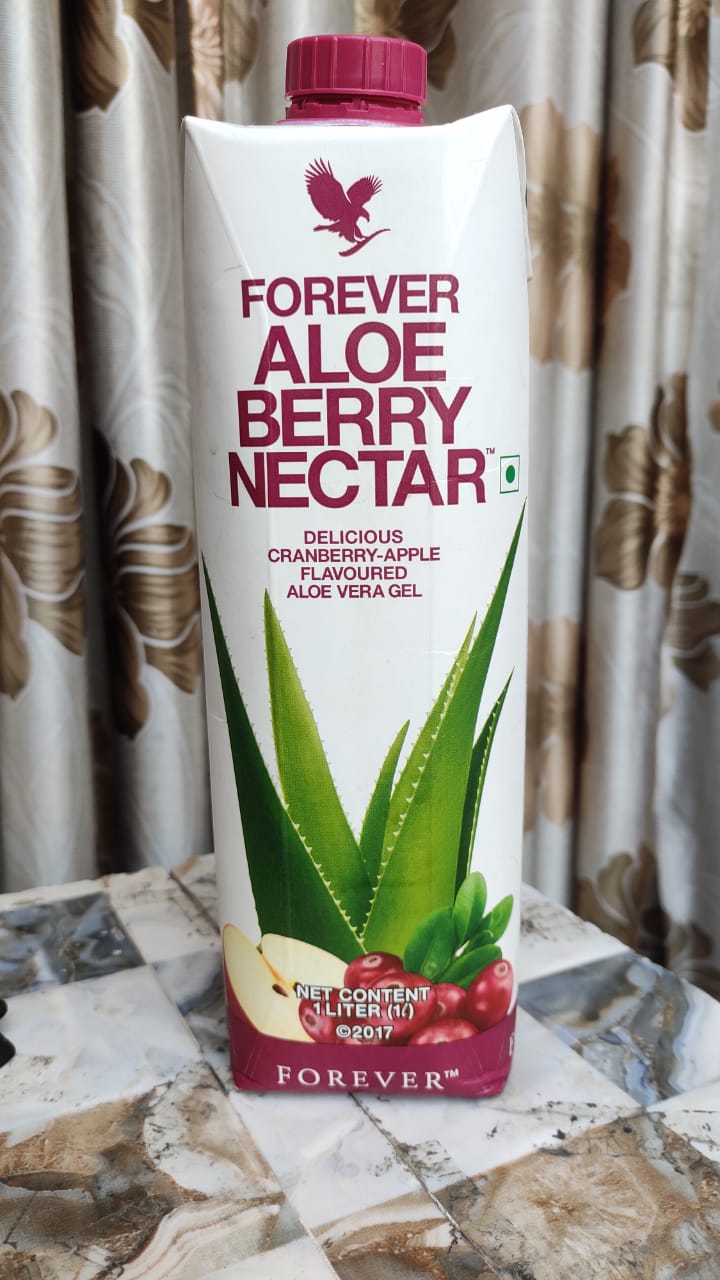 FOREVER
ALOE
BERRY
NECTAR™
DELICIOUS
CRANBERRY-APPLE
FLAVOURED
ALOE VERA GEL
NET CONTENT
1 LITER (1ℓ)
©2017
FOREVER™